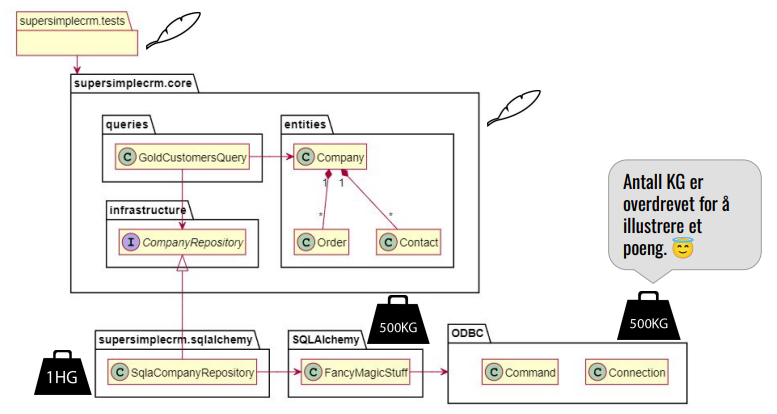 supersimplecrm.tests
supersimplecrm.core
queries
C GoldCustomersQuery
entities
C Company
1
1
*
*
C Order
C Contact
infrastructure
I CompanyRepository
Antall KG er
overdrevet for å
illustrere et
poeng. 😇
500KG
500KG
1HG
supersimplecrm.sqlalchemy
C SqlaCompanyRepository
SQLAlchemy
C FancyMagicStuff
ODBC
C Command
C Connection